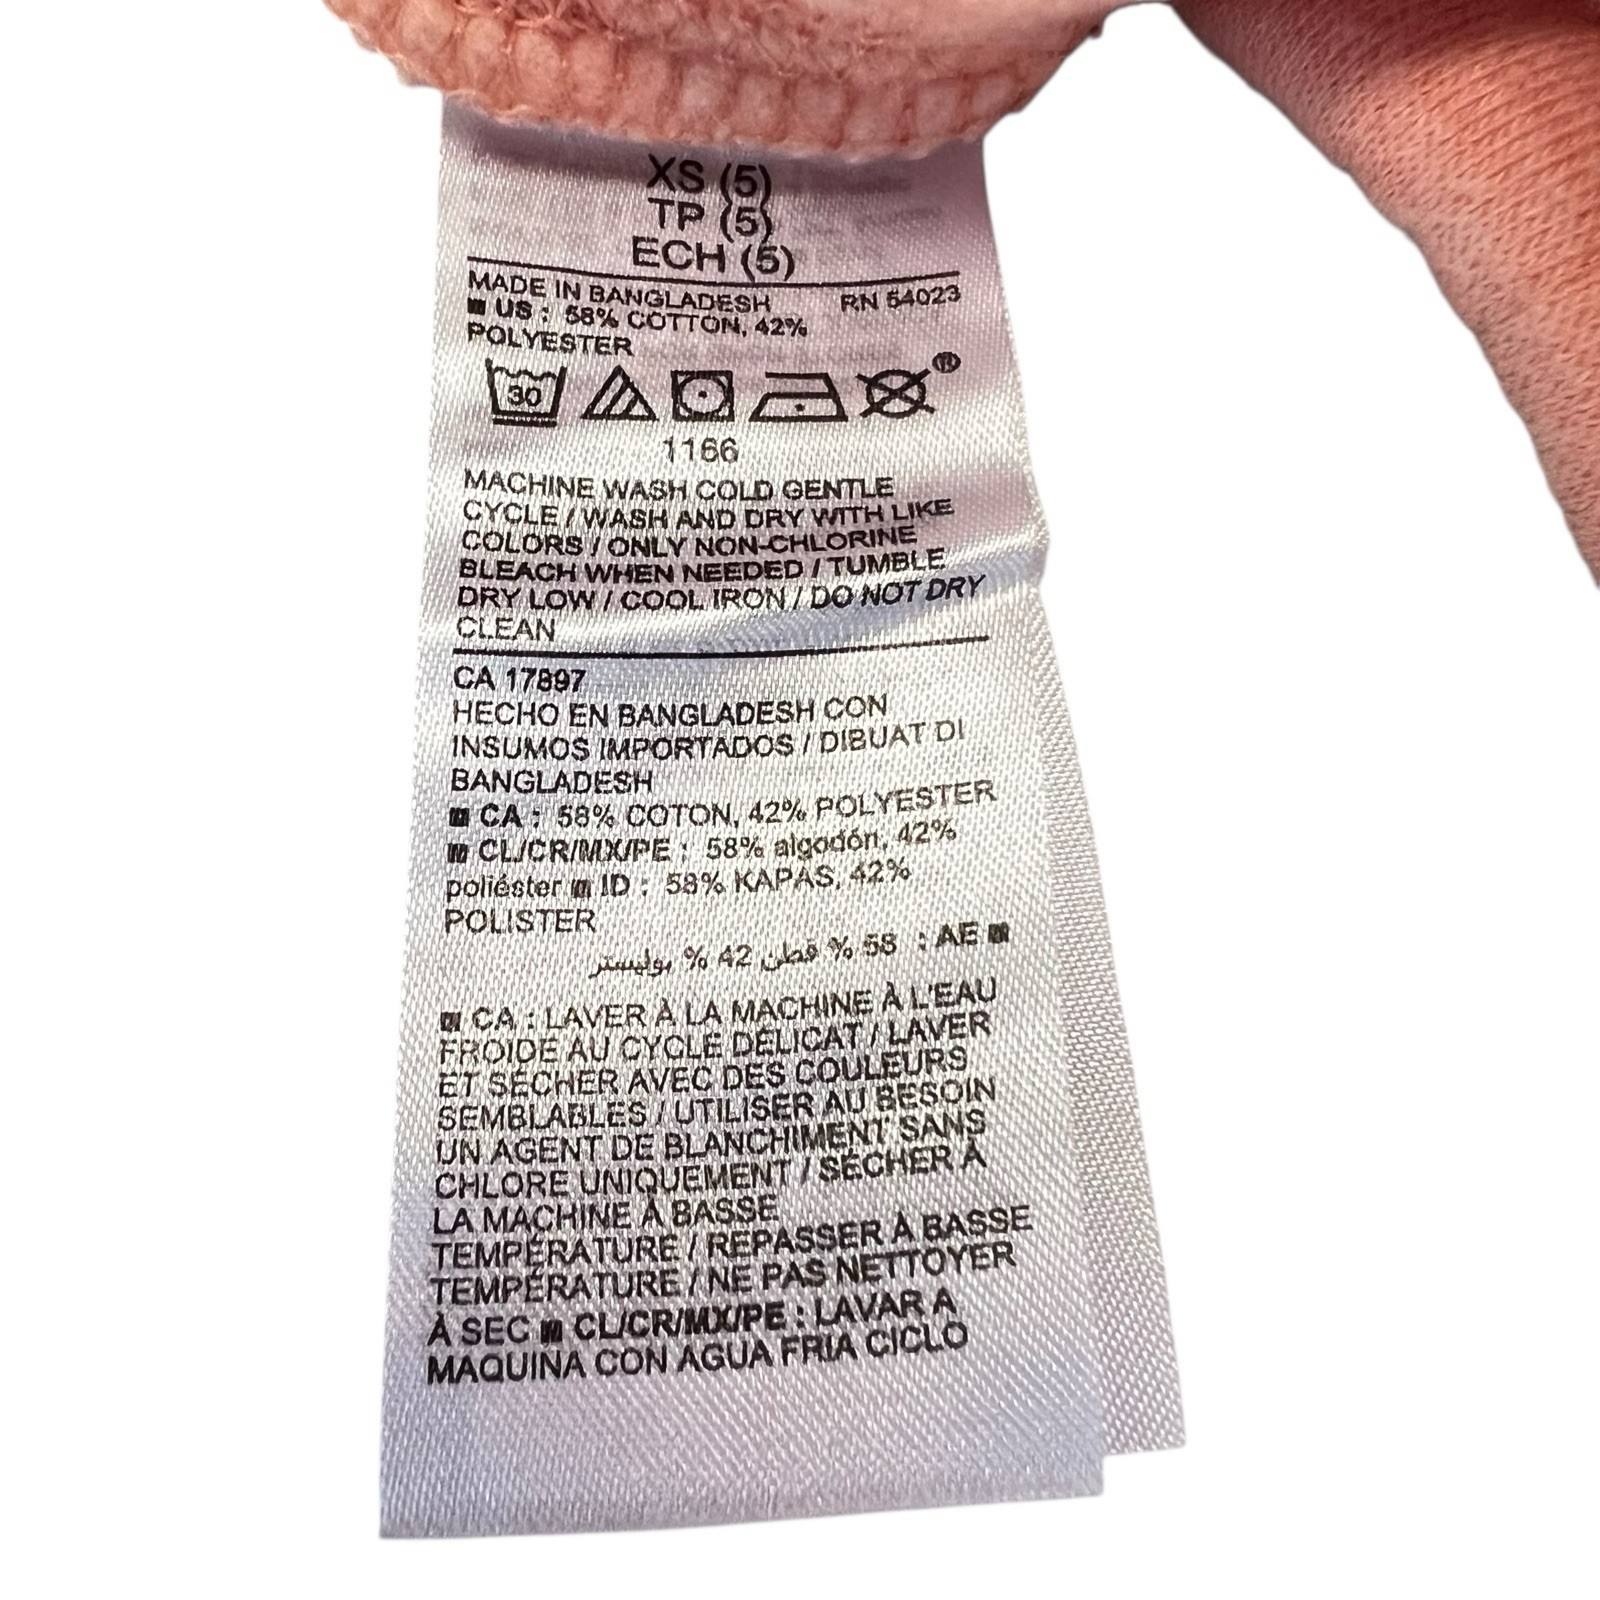 XS (5)
TP (5)
ECH (5)
MADE IN BANGLADESH RN 54023
■ US : 58% COTTON, 42%
POLYESTER
30
®
1166
MACHINE WASH COLD GENTLE
CYCLE / WASH AND DRY WITH LIKE
COLORS / ONLY NON-CHLORINE
BLEACH WHEN NEEDED / TUMBLE
DRY LOW / COOL IRON / DO NOT DRY
CLEAN
CA 17897
HECHO EN BANGLADESH CON
INSUMOS IMPORTADOS / DIBUAT DI
BANGLADESH
■ CA : 58% COTON, 42% POLYESTER
■ CL/CR/MX/PE : 58% algodón, 42%
poliéster ■ ID : 58% KAPAS, 42%
POLISTER
■ AE : 58 % قطن 42 % بوليستر
■ CA : LAVER À LA MACHINE À L'EAU
FROIDE AU CYCLE DÉLICAT / LAVER
ET SÉCHER AVEC DES COULEURS
SEMBLABLES / UTILISER AU BESOIN
UN AGENT DE BLANCHIMENT SANS
CHLORE UNIQUEMENT / SÉCHER À
LA MACHINE À BASSE
TEMPÉRATURE / REPASSER À BASSE
TEMPÉRATURE / NE PAS NETTOYER
À SEC ■ CL/CR/MX/PE : LAVAR A
MAQUINA CON AGUA FRIA CICLO